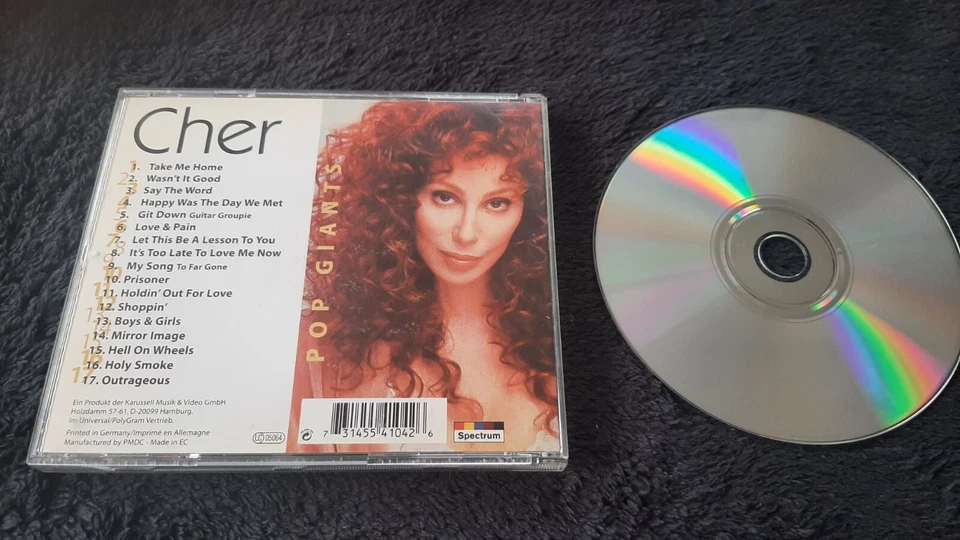 Cher
1. Take Me Home
2. Wasn't It Good
3. Say The Word
4. Happy Was The Day We Met
5. Git Down Guitar Groupie
6. Love & Pain
7. Let This Be A Lesson To You
8. It's Too Late To Love Me Now
9. My Song To Far Gone
10. Prisoner
11. Holdin' Out For Love
12. Shoppin'
13. Boys & Girls
14. Mirror Image
15. Hell On Wheels
16. Holy Smoke
17. Outrageous
Ein Produkt der Karussell Musik & Video GmbH
Holzdamm 57-61, D-20099 Hamburg.
Im Universal/PolyGram Vertrieb.
Printed in Germany/Imprimé en Allemagne
Manufactured by PMDC - Made in EC
LC 05064
POP GIANTS
7 31455 41042 6
Spectrum